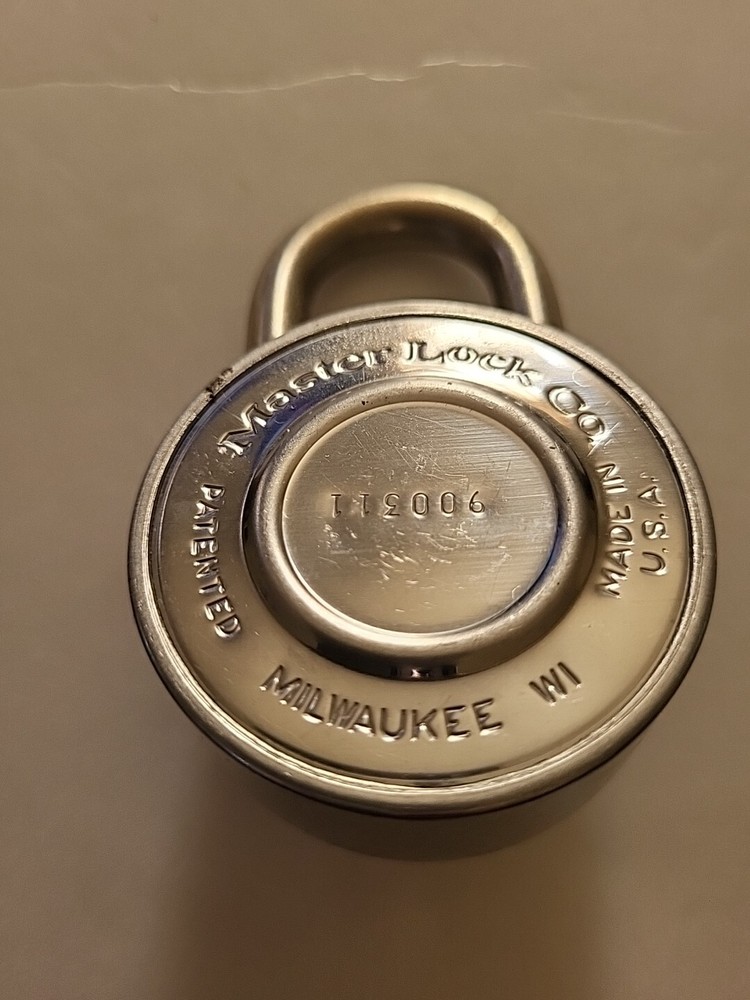 Master Lock Co.
MADE IN
U.S.A.
900311
PATENTED
MILWAUKEE WI